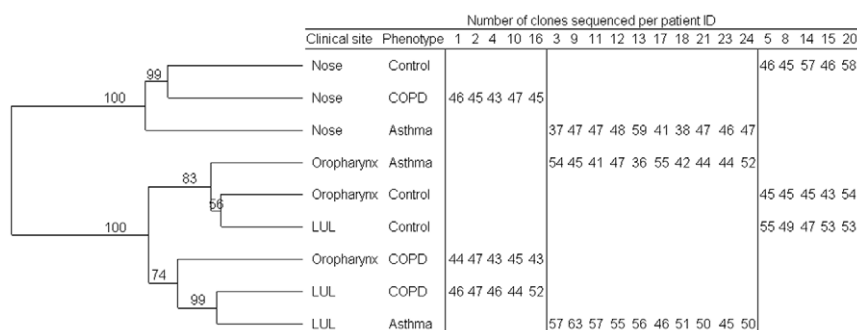 Number of clones sequenced per patient ID
Clinical site Phenotype 1 2 4 10 16 3 9 11 12 13 17 18 21 23 24 5 8 14 15 20
99 Nose Control 46 45 57 46 58
100 Nose COPD 46 45 43 47 45
Nose Asthma 37 47 47 48 59 41 38 47 46 47
83 Oropharynx Asthma 54 45 41 47 36 55 42 44 44 52
56 Oropharynx Control 45 45 45 43 54
100 LUL Control 55 49 47 53 53
74 Oropharynx COPD 44 47 43 45 43
99 LUL COPD 46 47 46 44 52
LUL Asthma 57 63 57 55 56 46 51 50 45 50